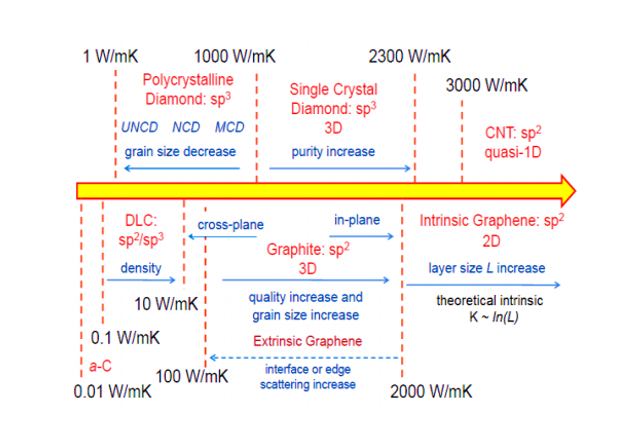 1 W/mK
1000 W/mK
2300 W/mK
3000 W/mK
Polycrystalline
Diamond: sp³
UNCD NCD MCD
grain size decrease
Single Crystal
Diamond: sp³
3D
purity increase
CNT: sp²
quasi-1D
DLC:
sp²/sp³
density
10 W/mK
0.1 W/mK
a-C
0.01 W/mK
cross-plane
in-plane
Graphite: sp²
3D
quality increase and
grain size increase
Extrinsic Graphene
interface or edge
scattering increase
100 W/mK
Intrinsic Graphene: sp²
2D
layer size L increase
theoretical intrinsic
K ~ ln(L)
2000 W/mK